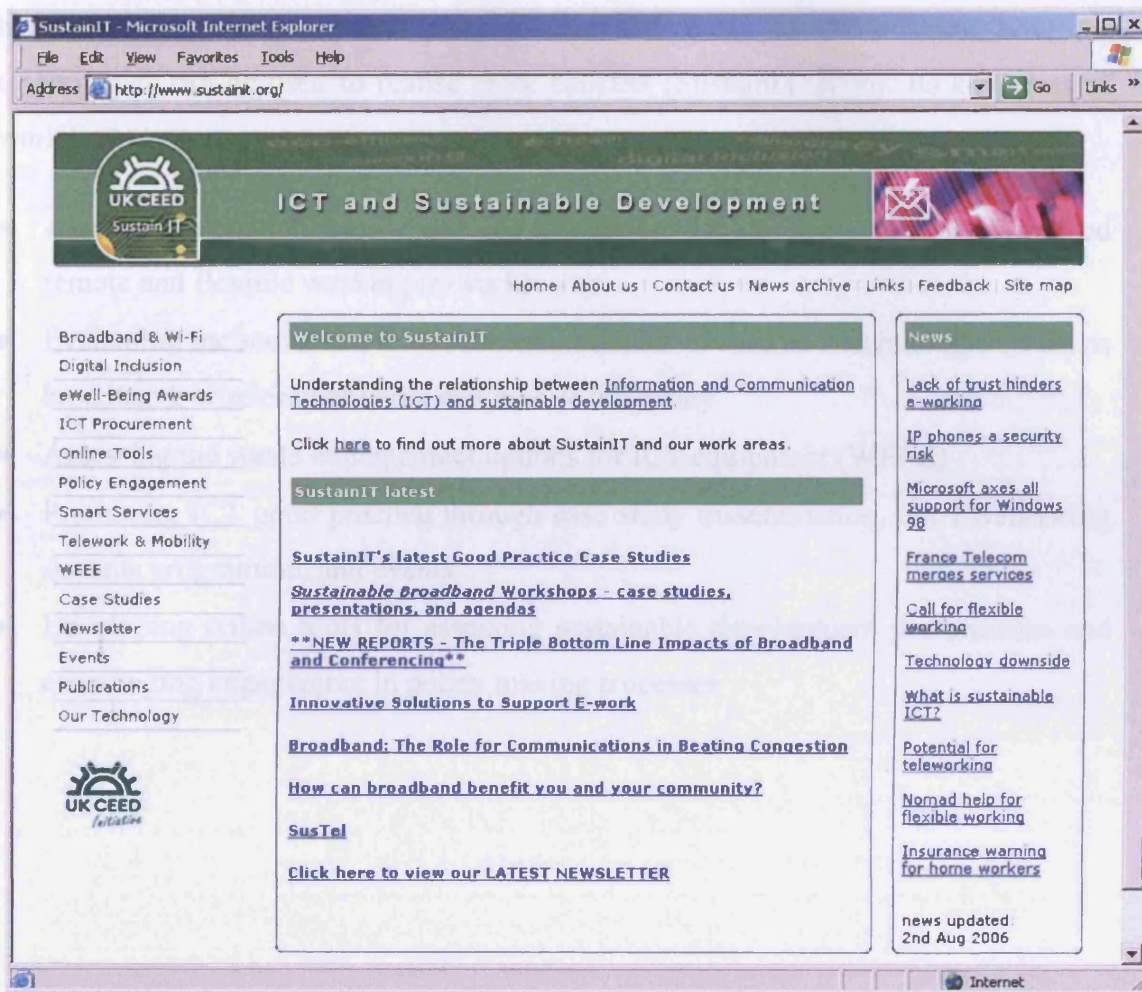 SustainIT - Microsoft Internet Explorer
File Edit View Favorites Tools Help
Address http://www.sustainit.org/ Go Links »
UK CEED
Sustain IT
ICT and Sustainable Development
Home About us Contact us News archive Links Feedback Site map
Broadband & Wi-Fi
Digital Inclusion
eWell-Being Awards
ICT Procurement
Online Tools
Policy Engagement
Smart Services
Telework & Mobility
WEEE
Case Studies
Newsletter
Events
Publications
Our Technology
UK CEED
Initiative
Welcome to SustainIT
Understanding the relationship between Information and Communication
Technologies (ICT) and sustainable development.
Click here to find out more about SustainIT and our work areas.
SustainIT latest
SustainIT's latest Good Practice Case Studies
Sustainable Broadband Workshops - case studies,
presentations, and agendas
**NEW REPORTS - The Triple Bottom Line Impacts of Broadband
and Conferencing**
Innovative Solutions to Support E-work
Broadband: The Role for Communications in Beating Congestion
How can broadband benefit you and your community?
SusTel
Click here to view our LATEST NEWSLETTER
News
Lack of trust hinders
e-working
IP phones a security
risk
Microsoft axes all
support for Windows
98
France Telecom
merges services
Call for flexible
working
Technology downside
What is sustainable
ICT?
Potential for
teleworking
Nomad help for
flexible working
Insurance warning
for home workers
news updated:
2nd Aug 2006
Internet